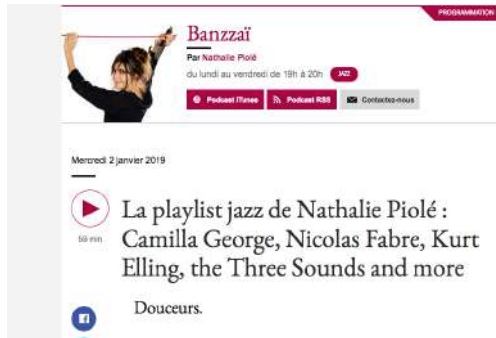 PROGRAMMATION
Banzzaï
Par Nathalie Piolé
du lundi au vendredi de 19h à 20h JAZZ
Podcast iTunes Podcast RSS Contactez-nous
Mercredi 2 janvier 2019
59 min
La playlist jazz de Nathalie Piolé :
Camilla George, Nicolas Fabre, Kurt
Elling, the Three Sounds and more
Douceurs.